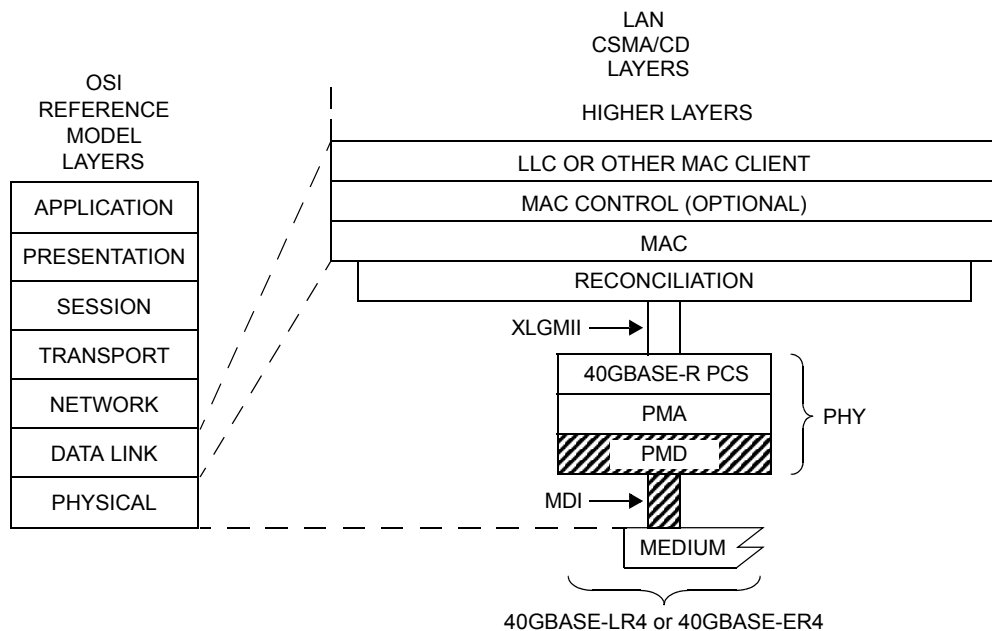 LAN
CSMA/CD
LAYERS
OSI
REFERENCE
MODEL
LAYERS
HIGHER LAYERS
LLC OR OTHER MAC CLIENT
MAC CONTROL (OPTIONAL)
MAC
RECONCILIATION
APPLICATION
PRESENTATION
SESSION
TRANSPORT
NETWORK
DATA LINK
PHYSICAL
XLGMII
40GBASE-R PCS
PMA
PMD
PHY
MDI
MEDIUM
40GBASE-LR4 or 40GBASE-ER4